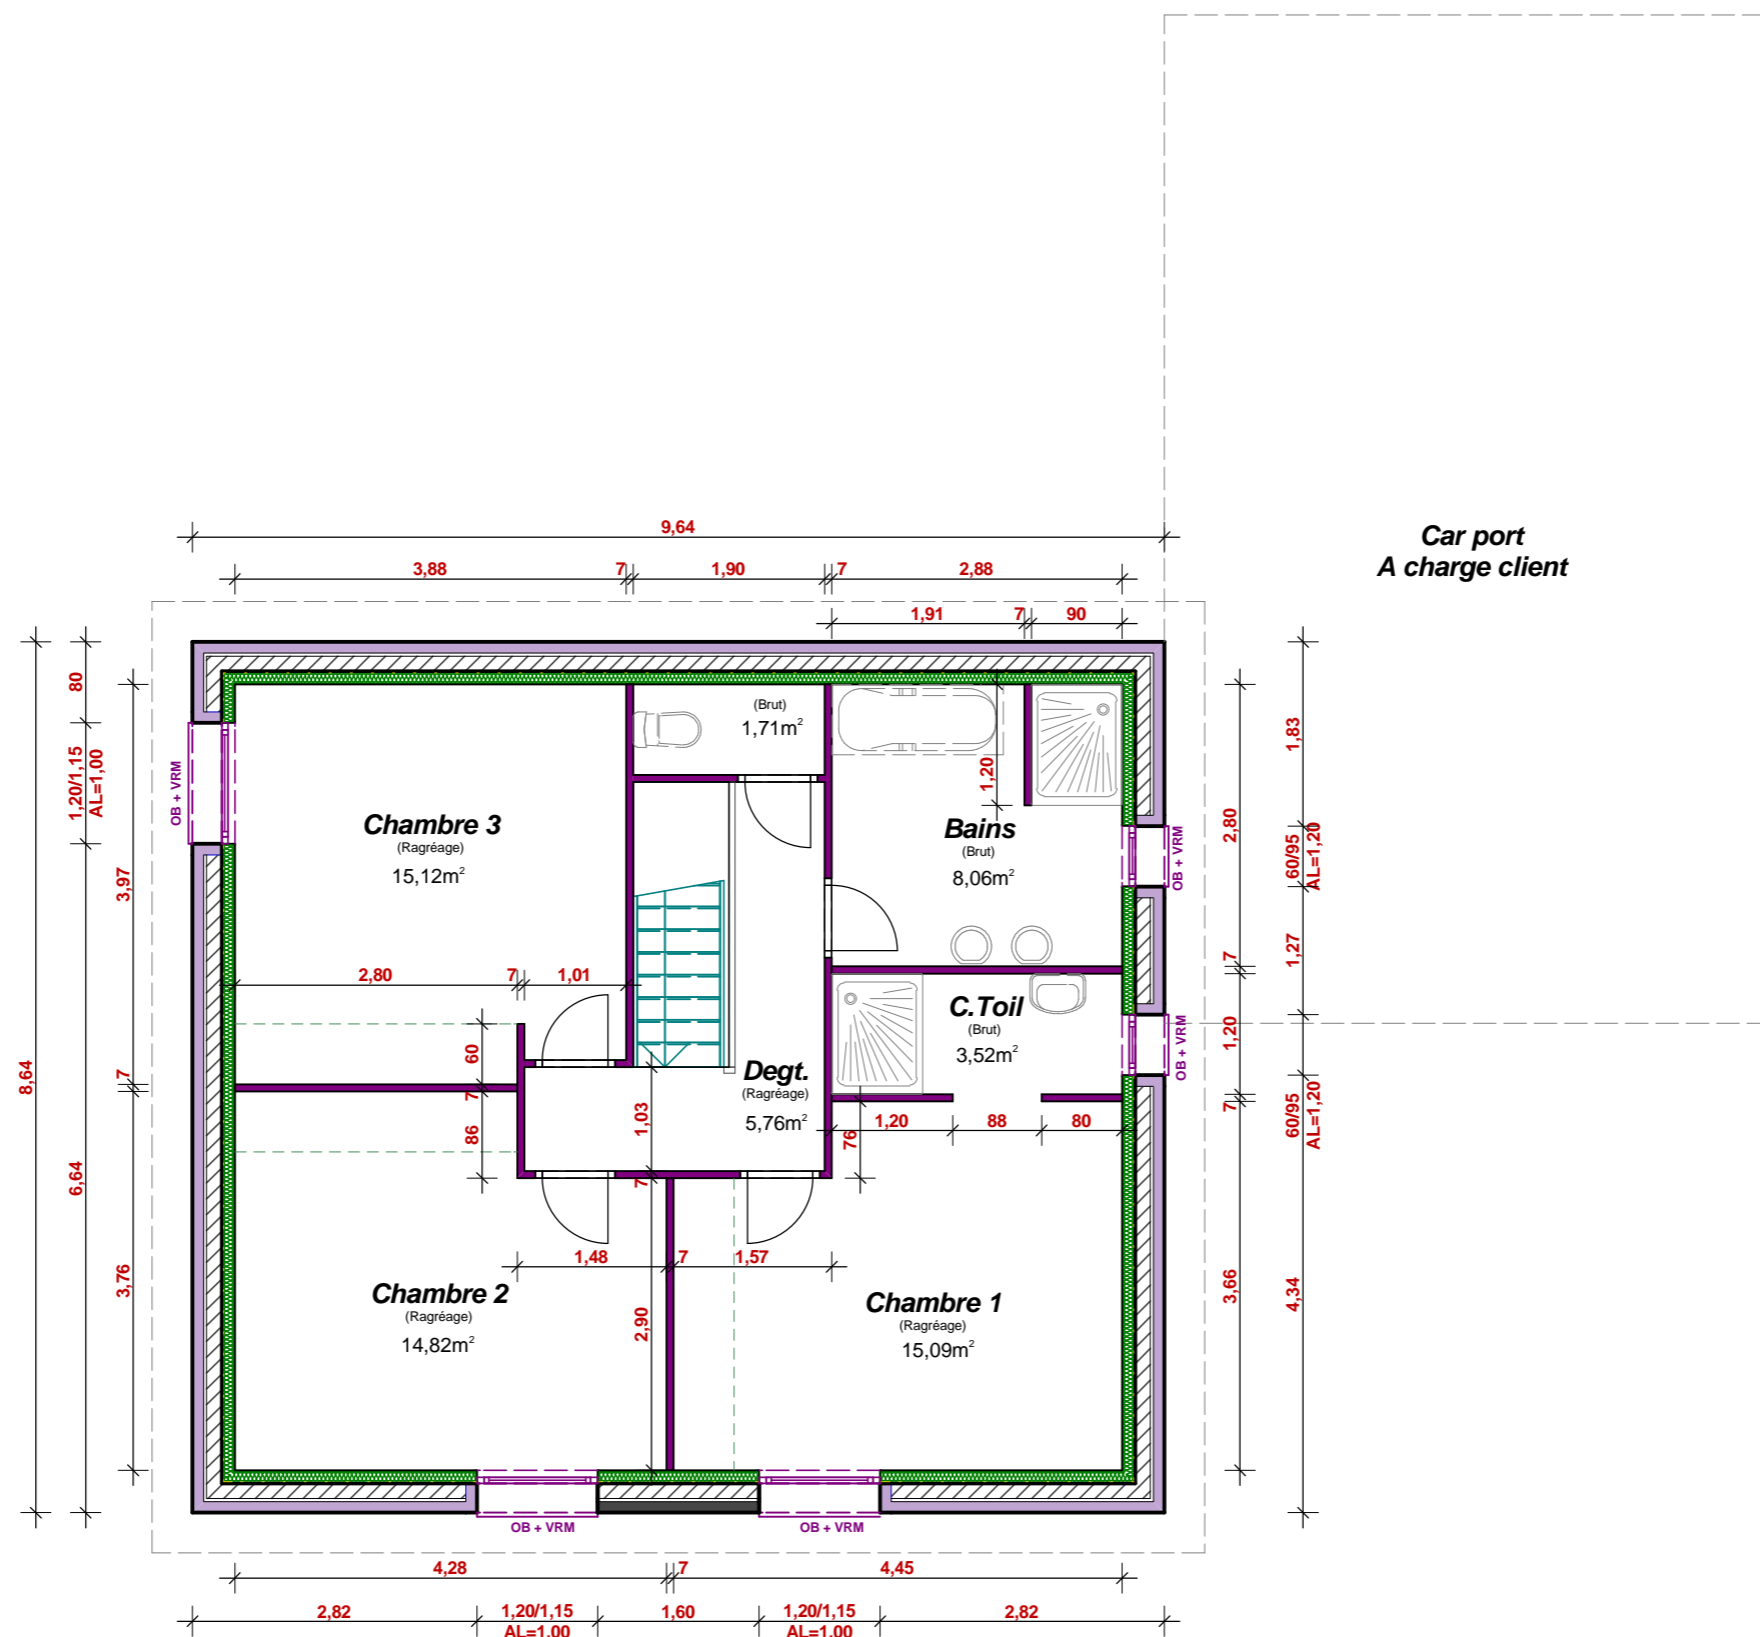 Car port
A charge client
9,64
3,88
7
1,90
7
2,88
1,91
7
90
80
1,20/1,15
AL=1,00
OB + VRM
3,97
7
8,64
6,64
3,76
(Brut)
1,71m²
1,20
Chambre 3
(Ragréage)
15,12m²
Bains
(Brut)
8,06m²
2,80
7
1,01
60
7
86
1,03
7
C.Toil
(Brut)
3,52m²
Degt.
(Ragréage)
5,76m²
1,20
88
80
76
1,48
7
1,57
2,90
Chambre 2
(Ragréage)
14,82m²
Chambre 1
(Ragréage)
15,09m²
OB + VRM
OB + VRM
2,80
7
1,20
7
3,66
1,83
60/95
AL=1,20
1,27
60/95
AL=1,20
4,34
OB + VRM
OB + VRM
4,28
7
4,45
2,82
1,20/1,15
AL=1,00
1,60
1,20/1,15
AL=1,00
2,82